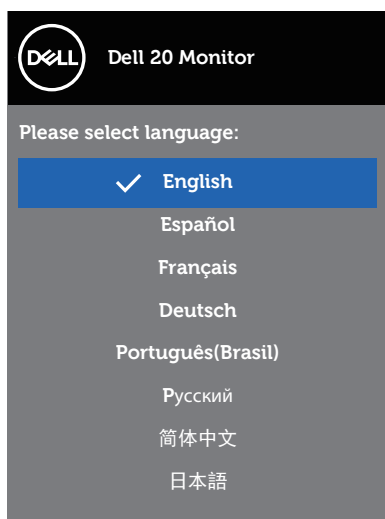 DELL
Dell 20 Monitor
Please select language:
English
Español
Français
Deutsch
Português(Brasil)
Русский
简体中文
日本語